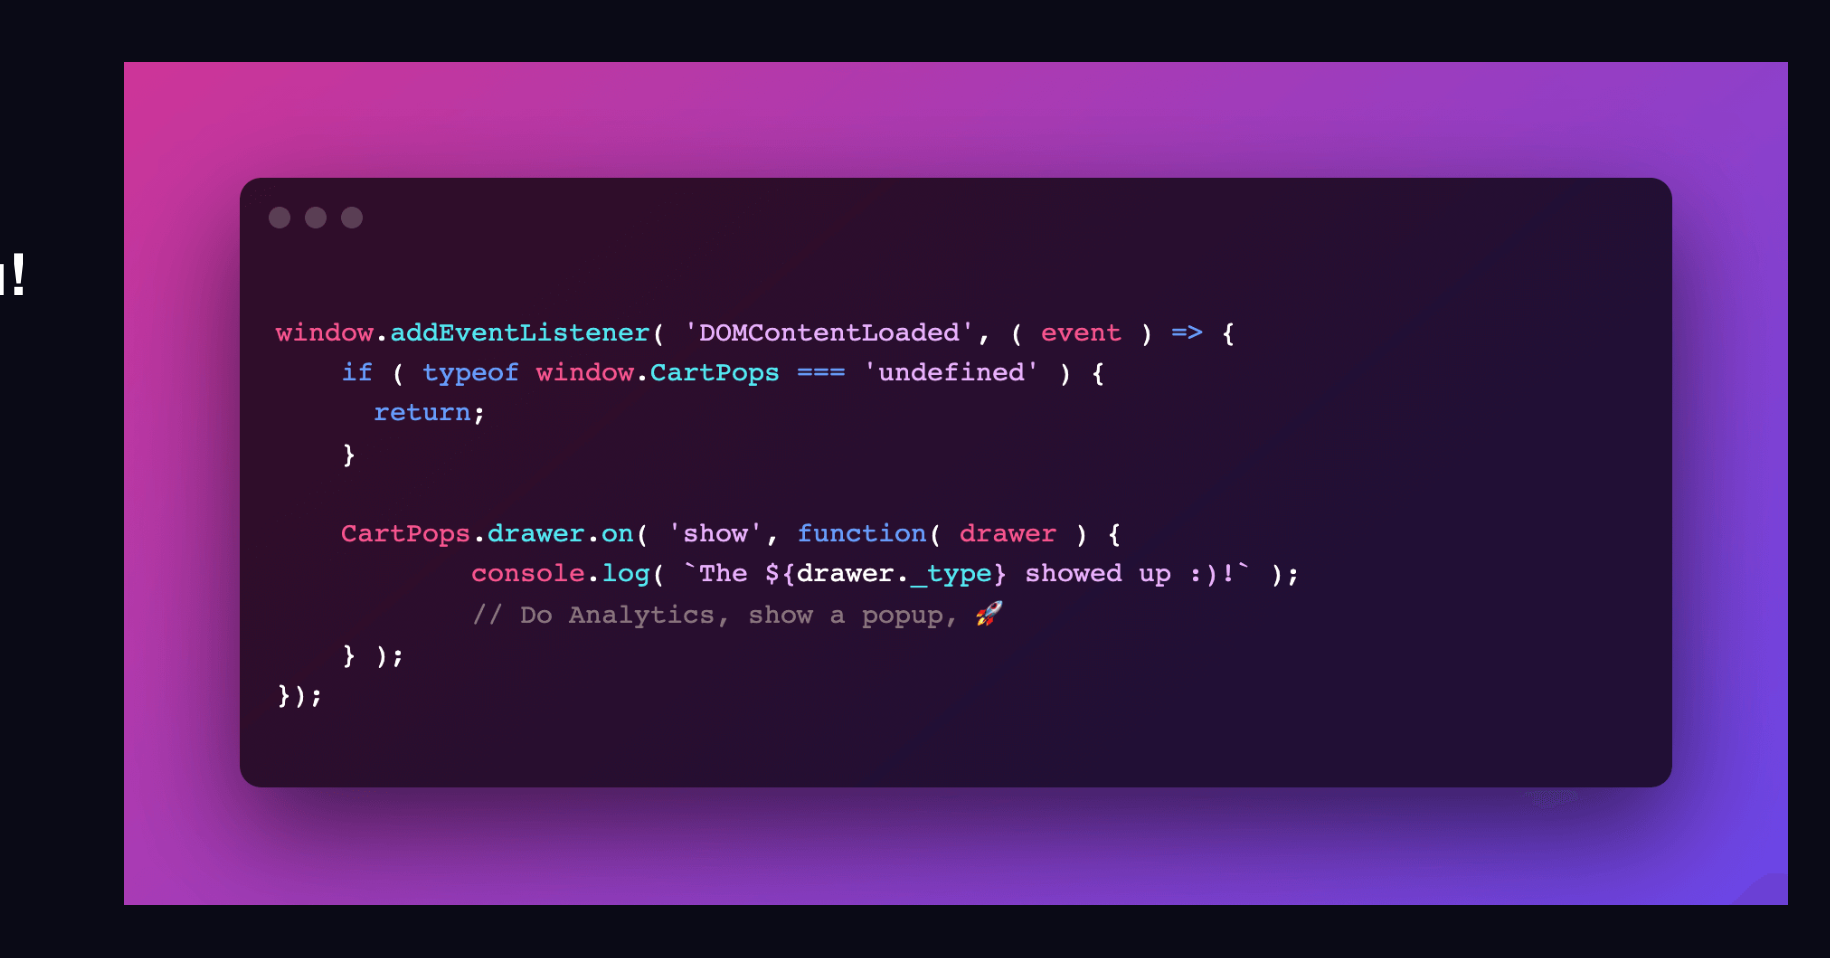 !
window.addEventListener( 'DOMContentLoaded', ( event ) => {
    if ( typeof window.CartPops === 'undefined' ) {
      return;
    }
    CartPops.drawer.on( 'show', function( drawer ) {
            console.log( `The ${drawer._type} showed up :)!` );
            // Do Analytics, show a popup, 🚀
    } );
});